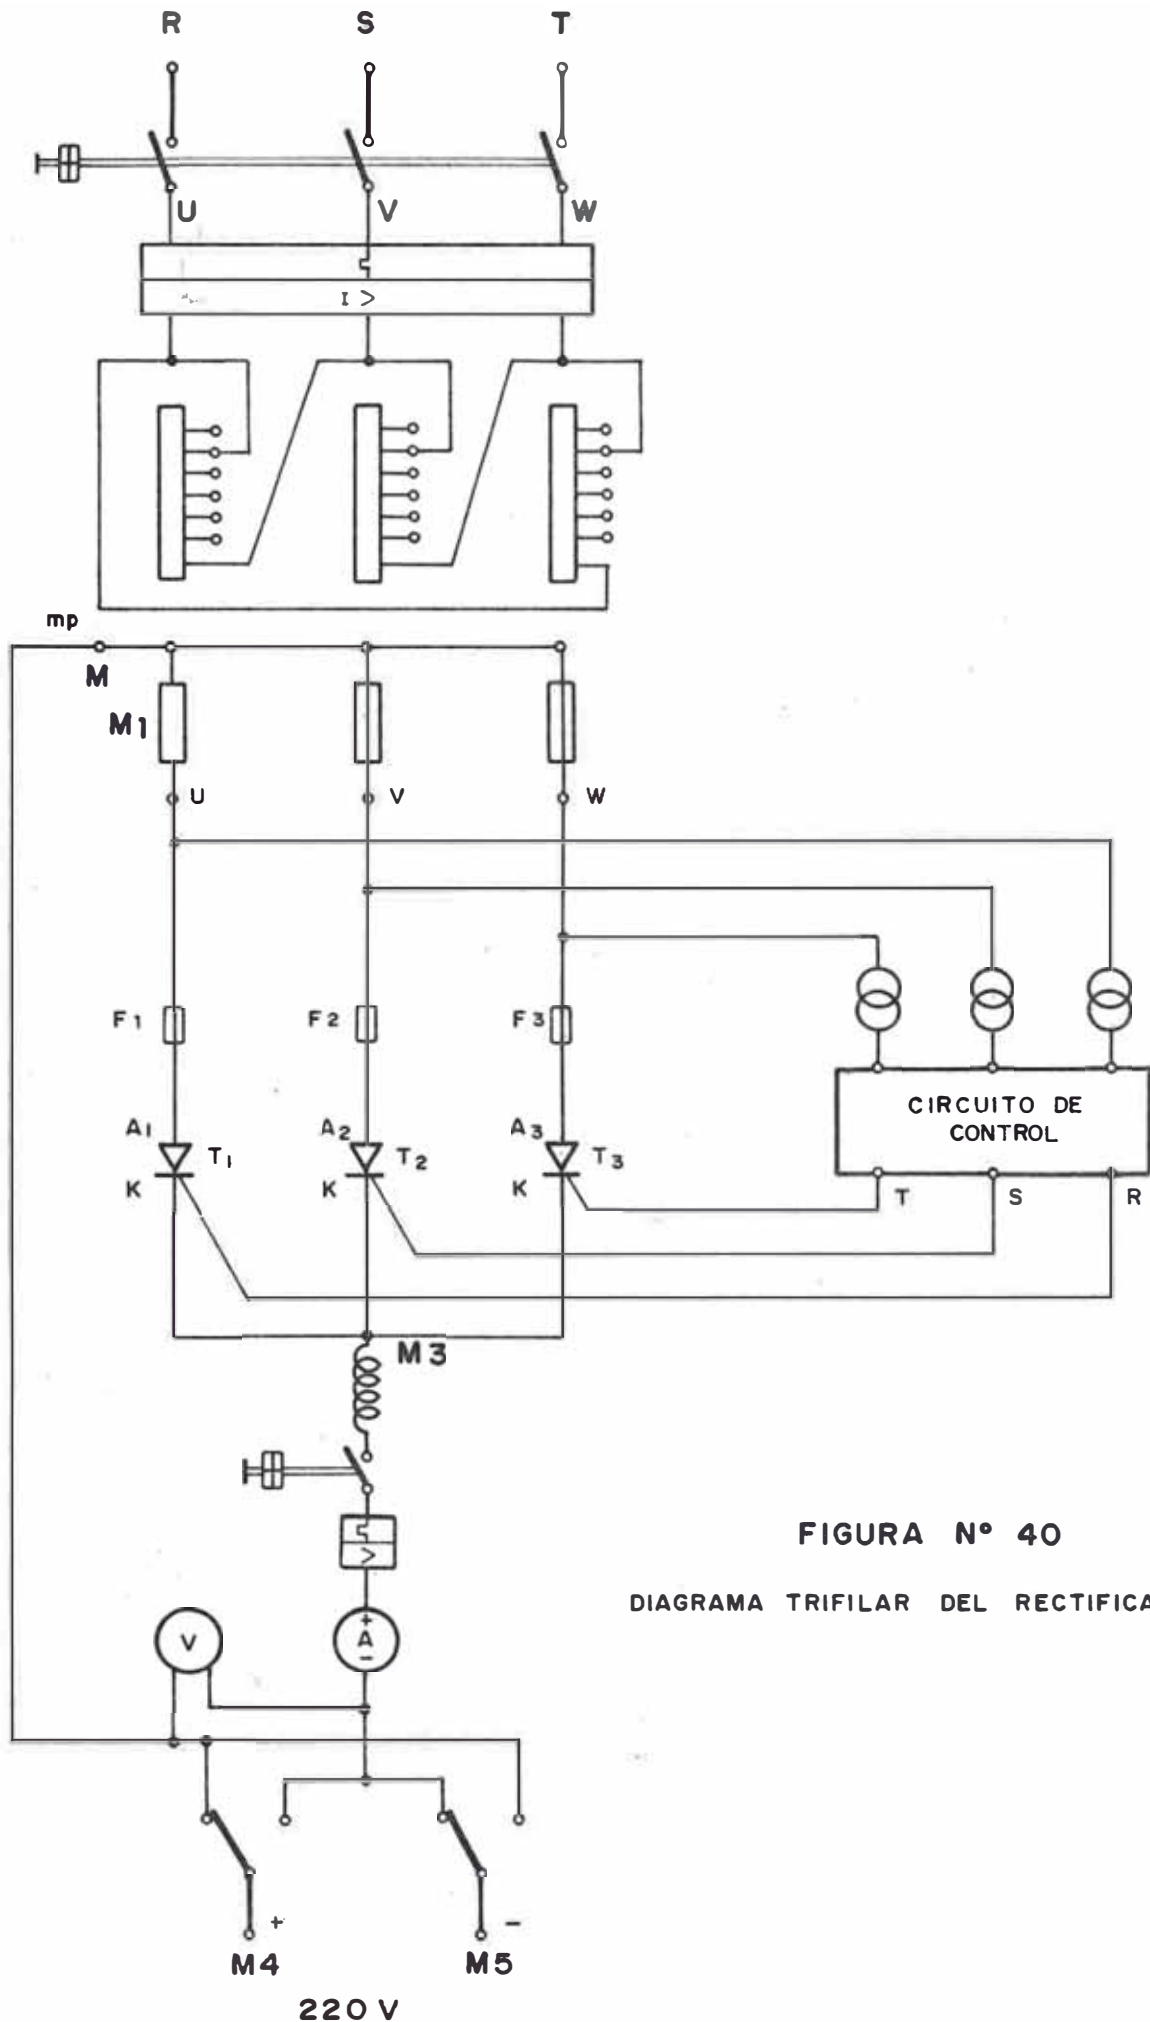 R S T
U V W
I >
mp
M
M1
U V W
F1 F2 F3
CIRCUITO DE
CONTROL
A1 T1 A2 T2 A3 T3
K K K
T S R
M3
>
+
V A
-
+ -
M4 M5
220 V
FIGURA Nº 40
DIAGRAMA TRIFILAR DEL RECTIFICA